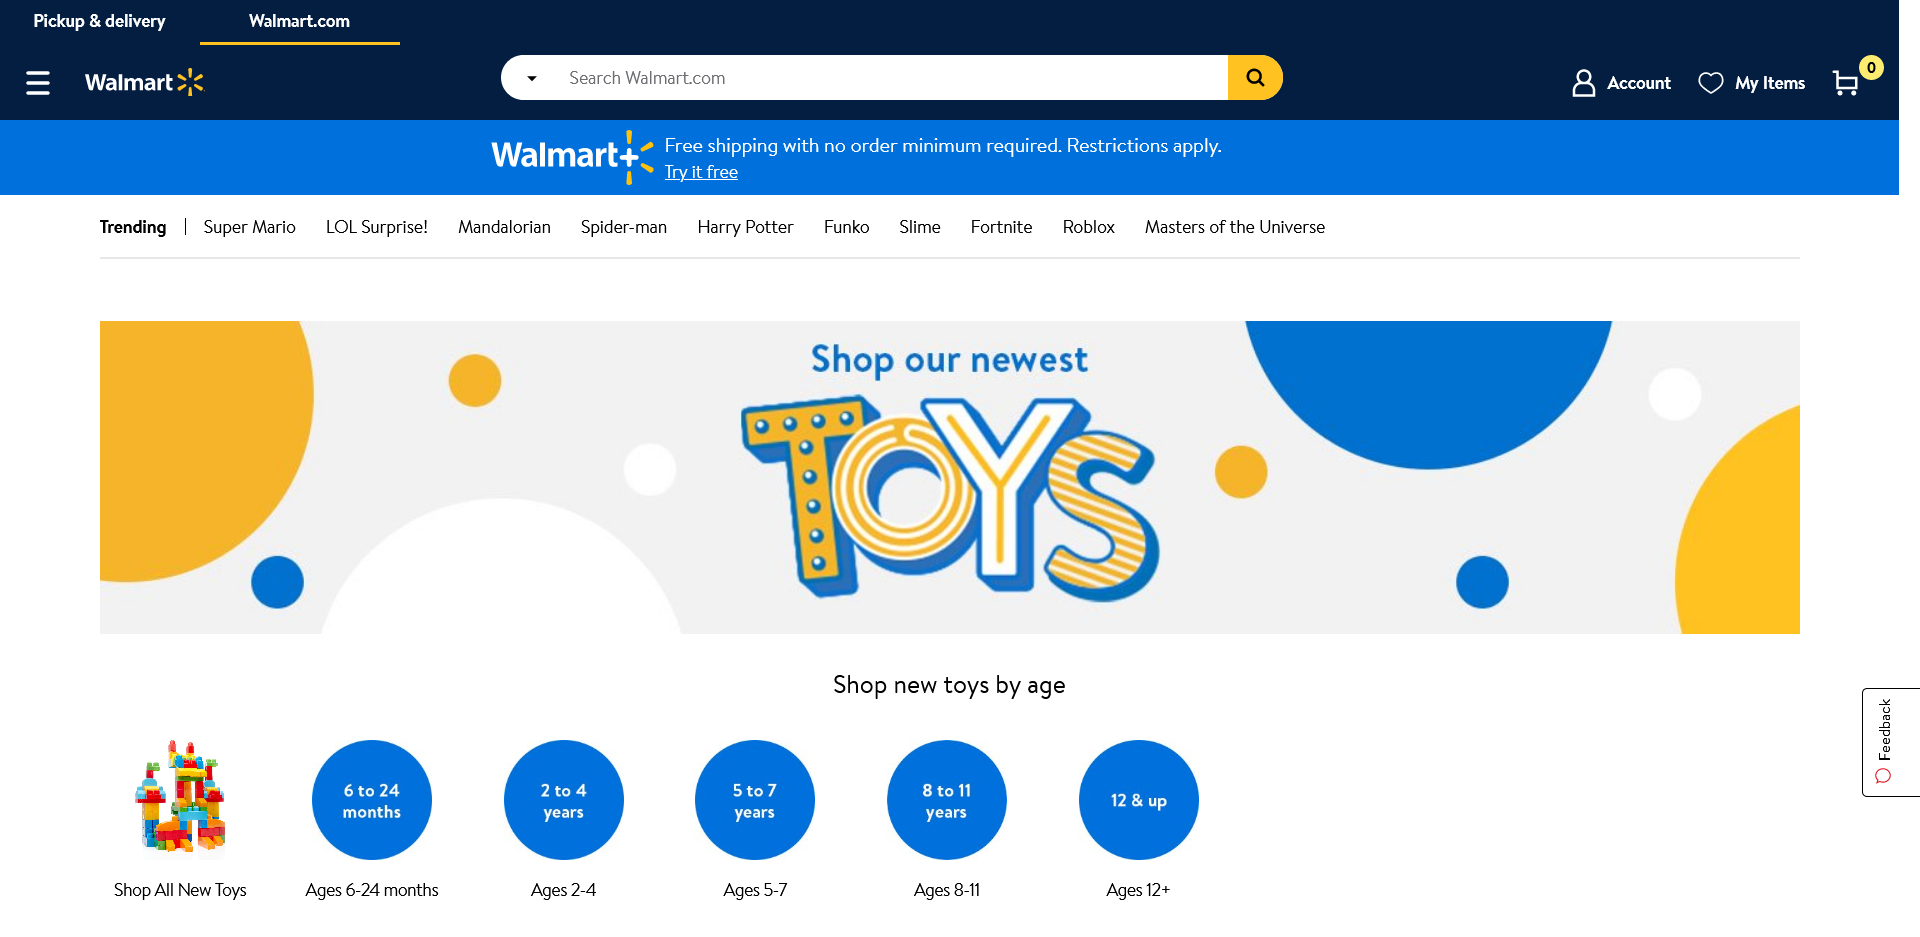 Pickup & delivery
Walmart.com
Walmart
Search Walmart.com
Account
My Items
0
Walmart+
Free shipping with no order minimum required. Restrictions apply.
Try it free
Trending
Super Mario
LOL Surprise!
Mandalorian
Spider-man
Harry Potter
Funko
Slime
Fortnite
Roblox
Masters of the Universe
Shop our newest
TOYS
Shop new toys by age
Feedback
6 to 24
months
2 to 4
years
5 to 7
years
8 to 11
years
12 & up
Shop All New Toys
Ages 6-24 months
Ages 2-4
Ages 5-7
Ages 8-11
Ages 12+